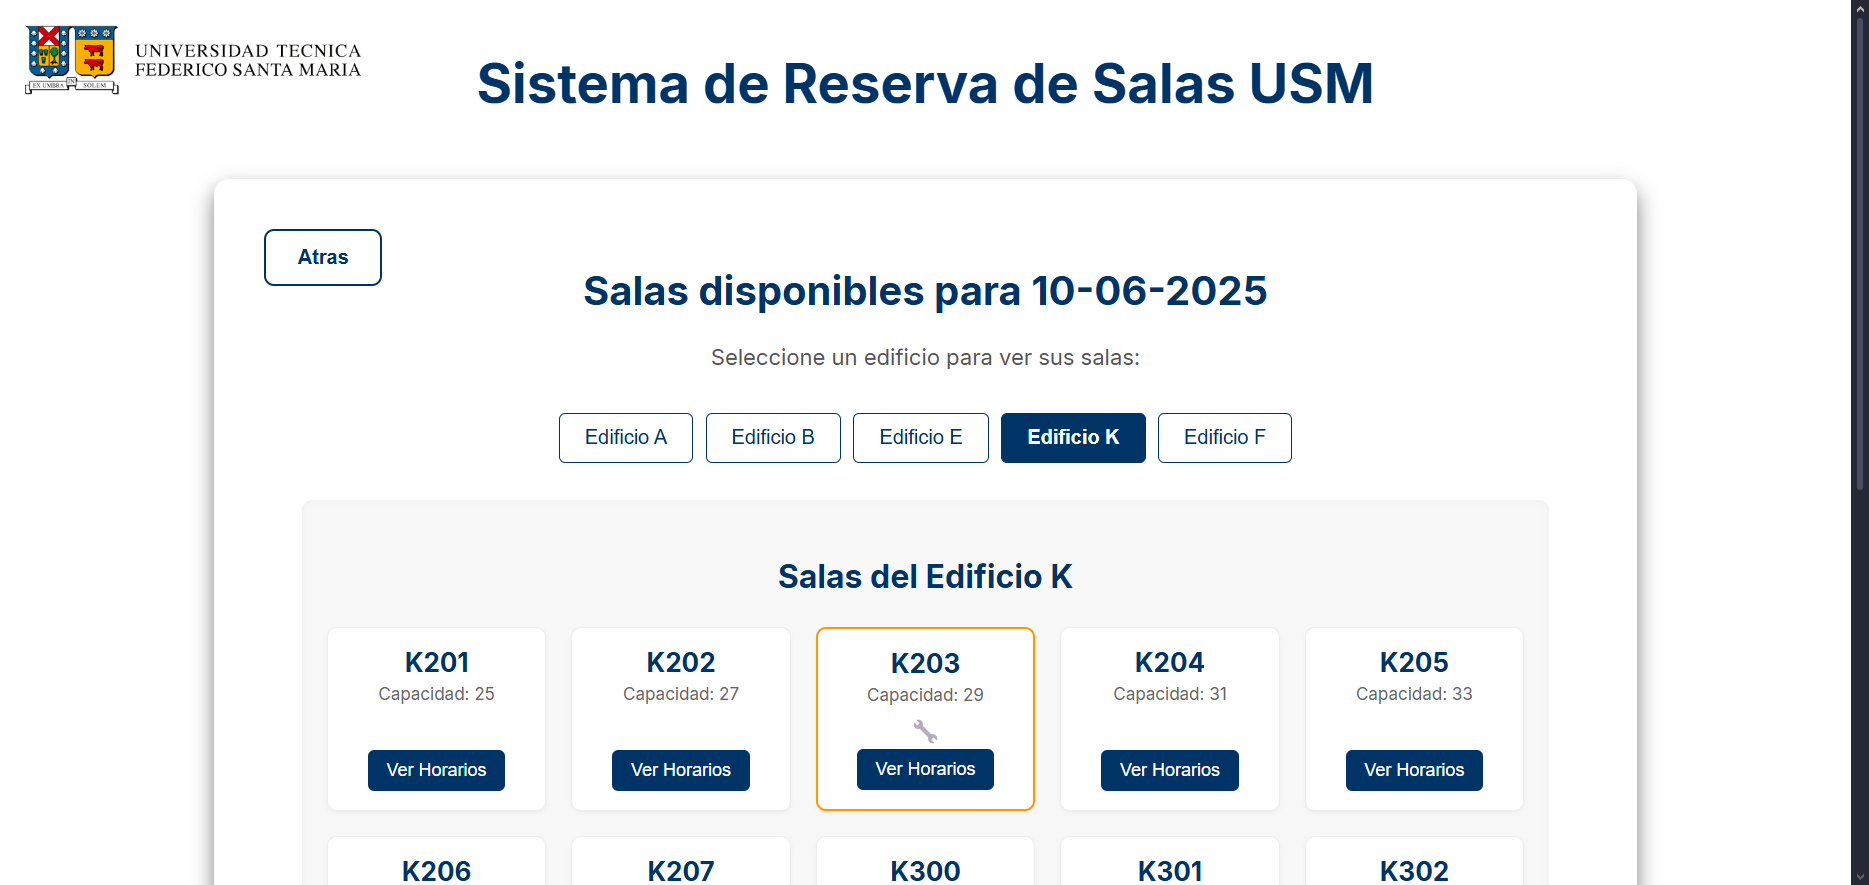 UNIVERSIDAD TECNICA
FEDERICO SANTA MARIA
EX UMBRA IN SOLEM
Sistema de Reserva de Salas USM
Atras
Salas disponibles para 10-06-2025
Seleccione un edificio para ver sus salas:
Edificio A Edificio B Edificio E Edificio K Edificio F
Salas del Edificio K
K201 K202 K203 K204 K205
Capacidad: 25 Capacidad: 27 Capacidad: 29 Capacidad: 31 Capacidad: 33
Ver Horarios Ver Horarios Ver Horarios Ver Horarios Ver Horarios
K206 K207 K300 K301 K302